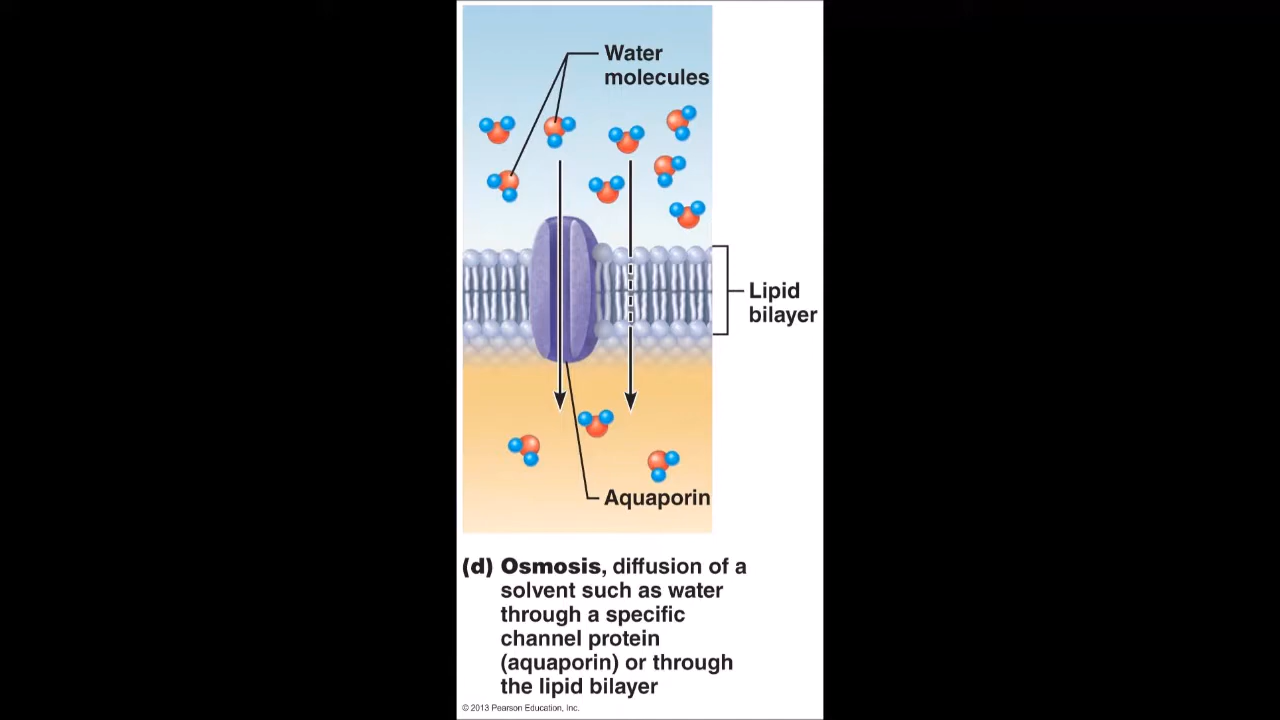 Water
molecules
Lipid
bilayer
Aquaporin
(d) Osmosis, diffusion of a
solvent such as water
through a specific
channel protein
(aquaporin) or through
the lipid bilayer
© 2013 Pearson Education, Inc.